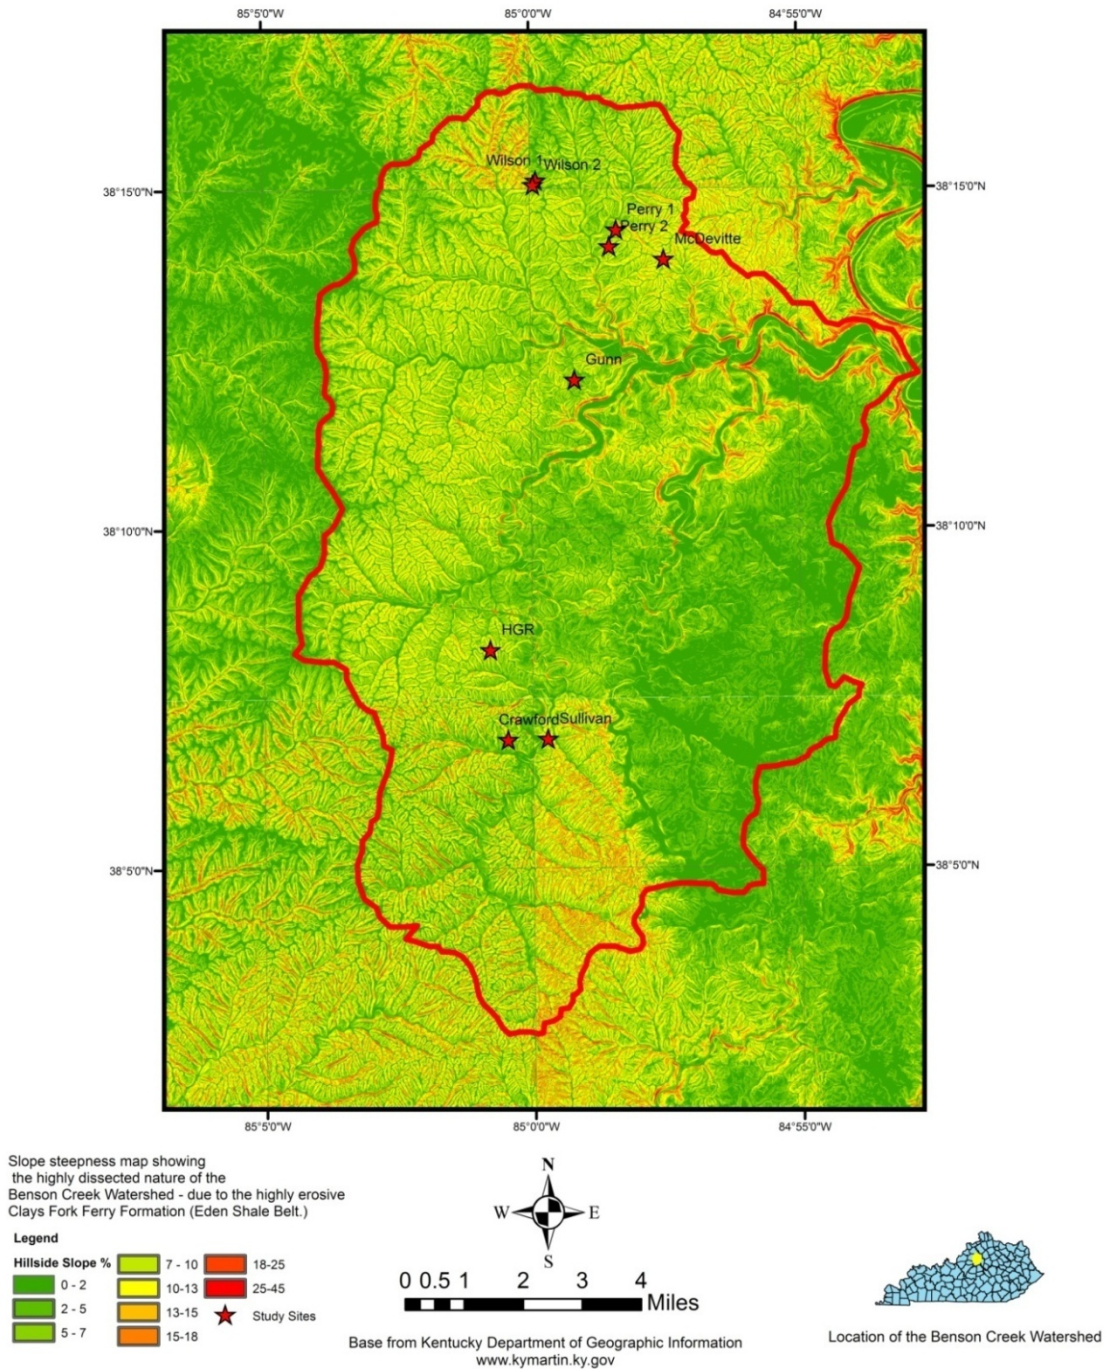 85°5'0"W 85°0'0"W 84°55'0"W
Wilson 1 Wilson 2
38°15'0"N 38°15'0"N
Perry 1
Perry 2
McDevitte
Gunn
38°10'0"N 38°10'0"N
HGR
Crawford Sullivan
38°5'0"N 38°5'0"N
85°5'0"W 85°0'0"W 84°55'0"W
Slope steepness map showing
the highly dissected nature of the
Benson Creek Watershed - due to the highly erosive
Clays Fork Ferry Formation (Eden Shale Belt.)
Legend
Hillside Slope %
0 - 2
2 - 5
5 - 7
7 - 10
10-13
13-15
15-18
18-25
25-45
Study Sites
N
W E
S
0 0.5 1 2 3 4
Miles
Base from Kentucky Department of Geographic Information
www.kymartin.ky.gov
Location of the Benson Creek Watershed